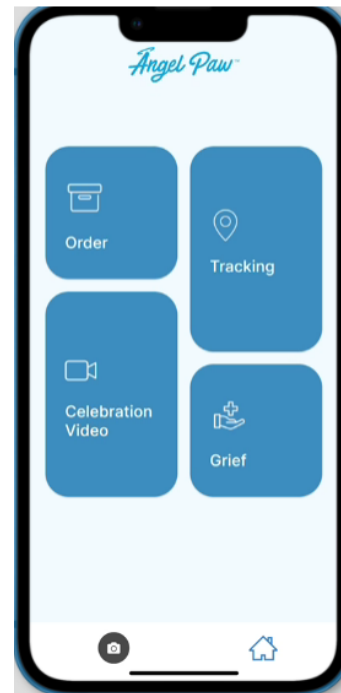 Angel Paw™
Order
Tracking
Celebration
Video
Grief